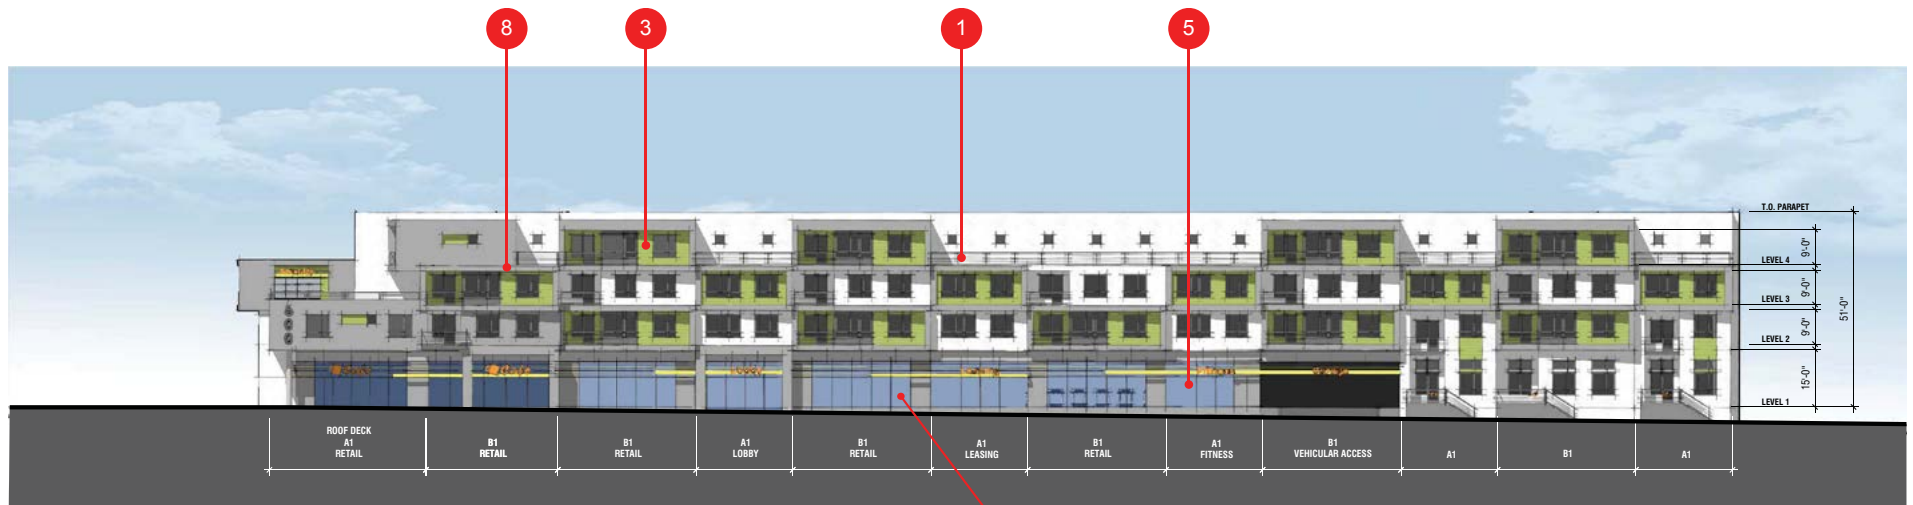 8
3
1
5
T.O. PARAPET
9'-0"
LEVEL 4
9'-0"
LEVEL 3
51'-0"
9'-0"
LEVEL 2
15'-0"
LEVEL 1
600
ROOF DECK
A1
RETAIL
B1
RETAIL
B1
RETAIL
A1
LOBBY
B1
RETAIL
A1
LEASING
B1
RETAIL
A1
FITNESS
B1
VEHICULAR ACCESS
A1
B1
A1